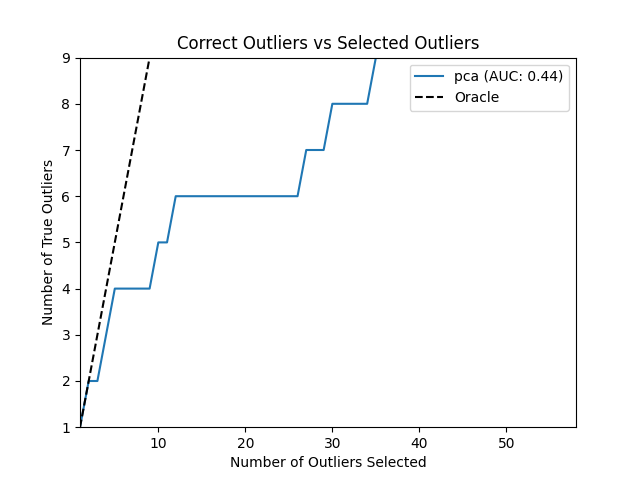 Correct Outliers vs Selected Outliers
pca (AUC: 0.44)
Oracle
Number of True Outliers
9
8
7
6
5
4
3
2
1
10
20
30
40
50
Number of Outliers Selected